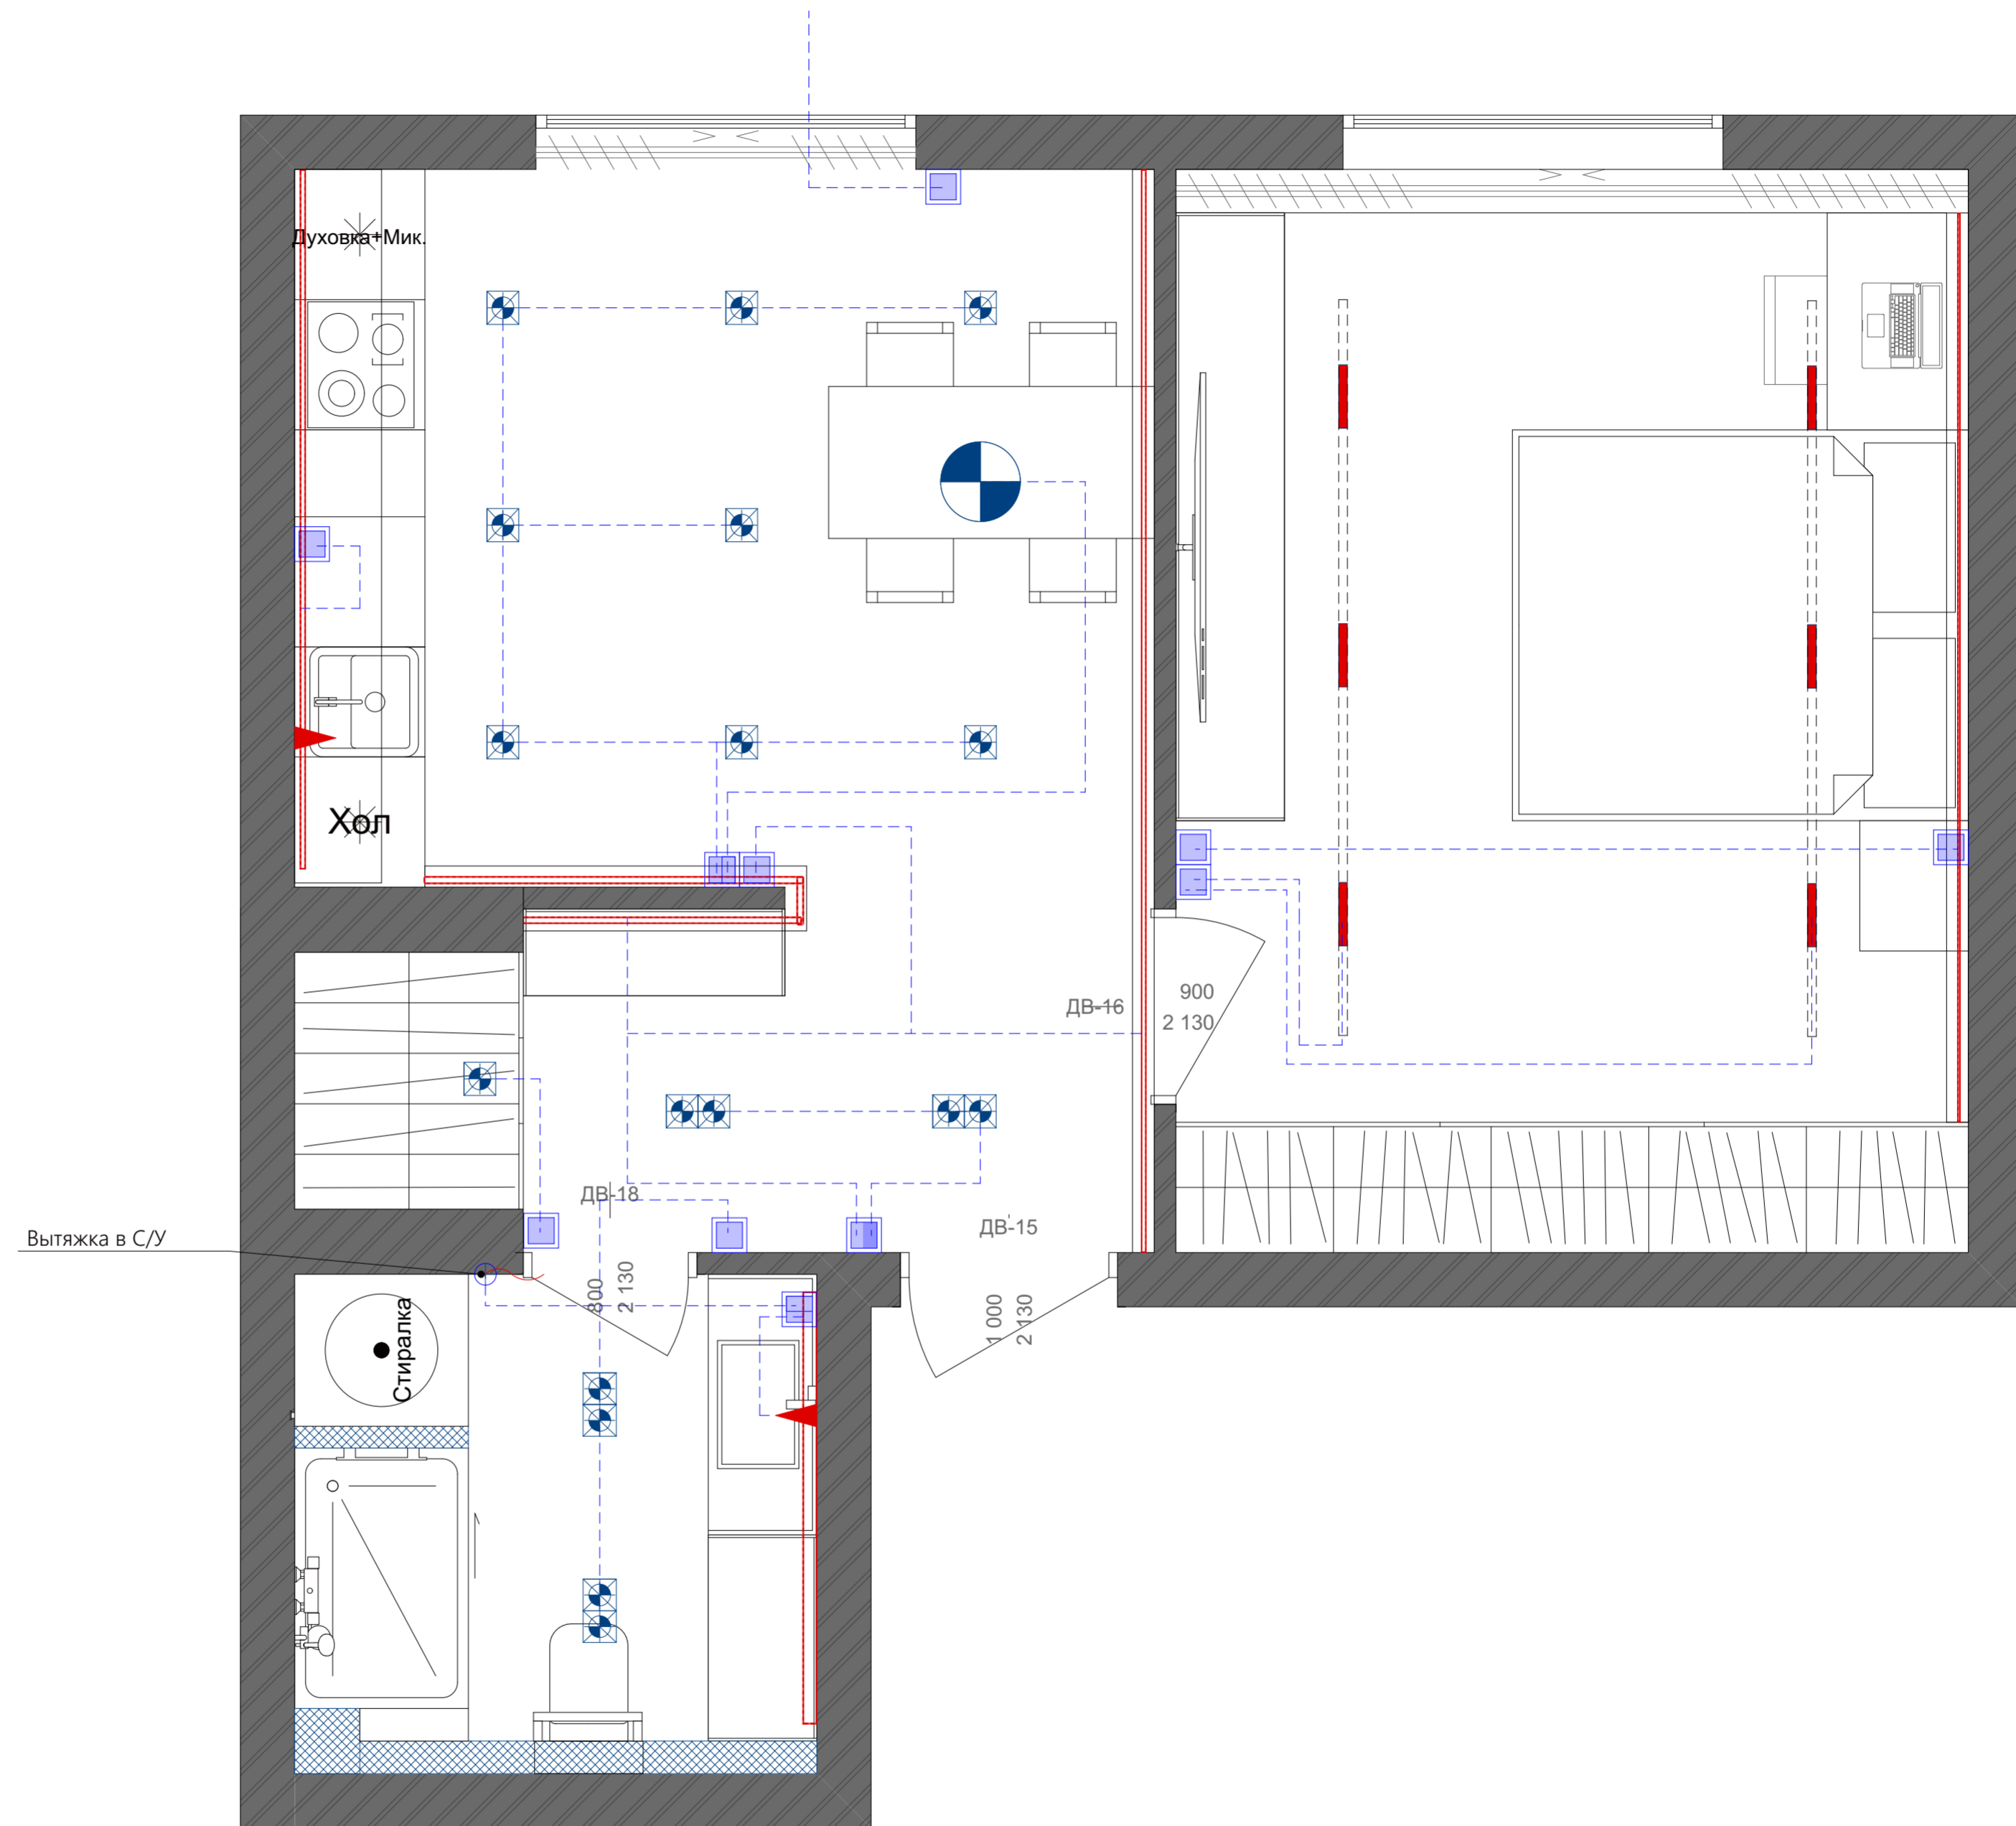 Духовка+Мик.
Хол
ДВ-16
900
2 130
ДВ-18
ДВ-15
Вытяжка в С/У
800
2 130
1 000
2 130
Стиралка